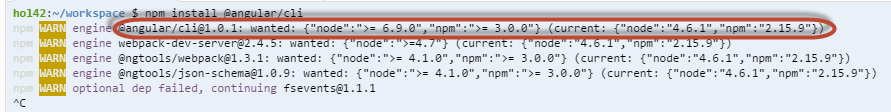 hol42:~/workspace $ npm install @angular/cli
npm WARN engine @angular/cli@1.0.1: wanted: {"node":">= 6.9.0","npm":">= 3.0.0"} (current: {"node":"4.6.1","npm":"2.15.9"})
npm WARN engine webpack-dev-server@2.4.5: wanted: {"node":">=4.7"} (current: {"node":"4.6.1","npm":"2.15.9"})
npm WARN engine @ngtools/webpack@1.3.1: wanted: {"node":">= 4.1.0","npm":">= 3.0.0"} (current: {"node":"4.6.1","npm":"2.15.9"})
npm WARN engine @ngtools/json-schema@1.0.9: wanted: {"node":">= 4.1.0","npm":">= 3.0.0"} (current: {"node":"4.6.1","npm":"2.15.9"})
npm WARN optional dep failed, continuing fsevents@1.1.1
^C